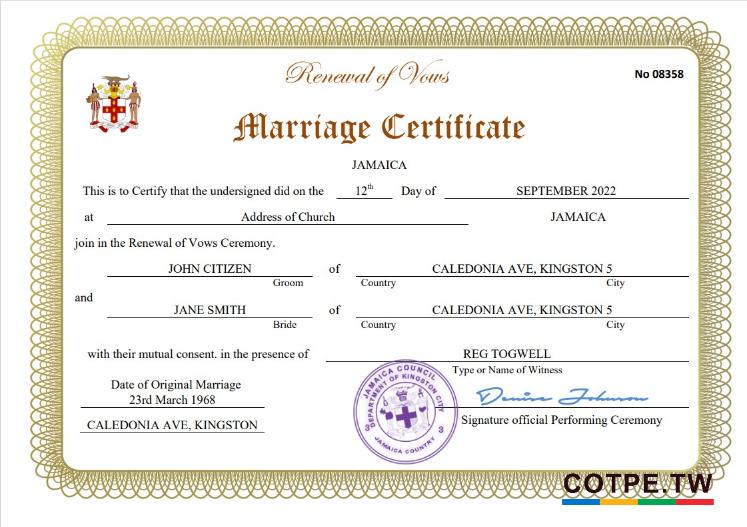 Renewal of Vows
No 08358
Marriage Certificate
JAMAICA
This is to Certify that the undersigned did on the 12th Day of SEPTEMBER 2022
at Address of Church JAMAICA
join in the Renewal of Vows Ceremony.
JOHN CITIZEN of CALEDONIA AVE, KINGSTON 5
Groom Country City
and
JANE SMITH of CALEDONIA AVE, KINGSTON 5
Bride Country City
with their mutual consent. in the presence of REG TOGWELL
Type or Name of Witness
Date of Original Marriage
23rd March 1968
CALEDONIA AVE, KINGSTON
JAMAICA COUNCIL
DEPARTMENT OF KINGSTON CITY
JAMAICA COUNTRY
Denise Johnson
Signature official Performing Ceremony
COTPE.TW